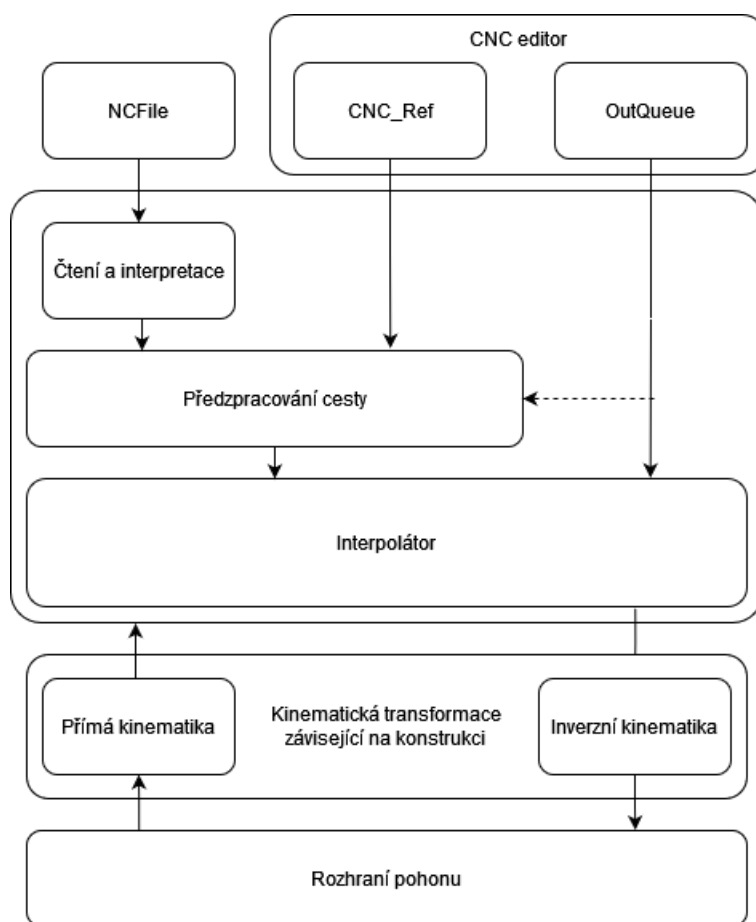 CNC editor
NCFile
CNC_Ref
OutQueue
Čtení a interpretace
Předzpracování cesty
Interpolátor
Přímá kinematika
Kinematická transformace
závisející na konstrukci
Inverzní kinematika
Rozhraní pohonu